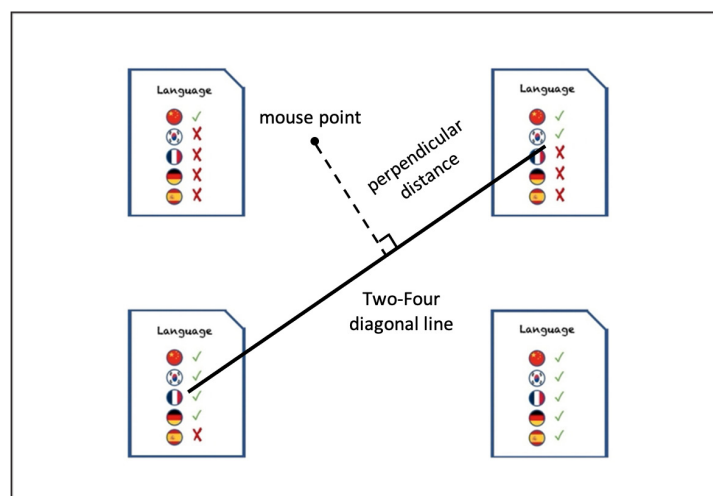 Language
mouse point
perpendicular
distance
Language
Two-Four
diagonal line
Language
Language